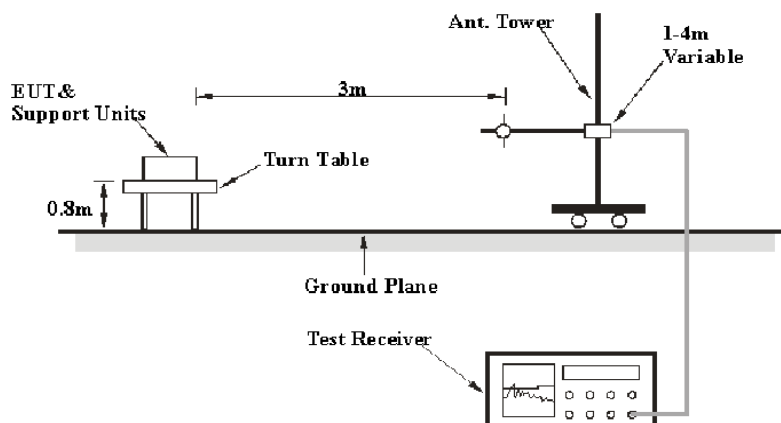 Ant. Tower
1-4m
Variable
3m
EUT&
Support Units
Turn Table
0.8m
Ground Plane
Test Receiver